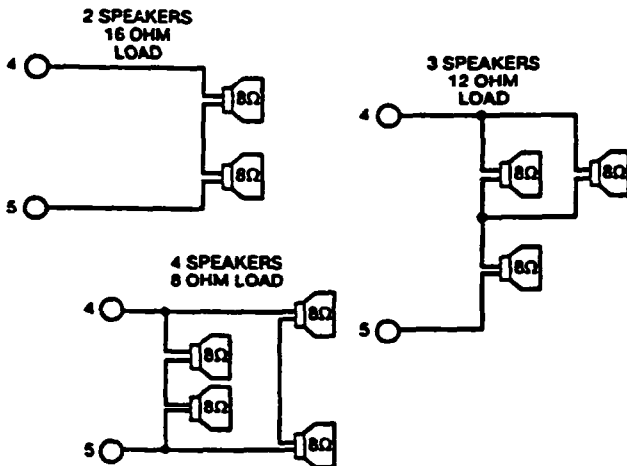 2 SPEAKERS
16 OHM
LOAD
4
8Ω
8Ω
5
3 SPEAKERS
12 OHM
LOAD
4
8Ω
8Ω
8Ω
5
4 SPEAKERS
8 OHM LOAD
4
8Ω
8Ω
8Ω
8Ω
5